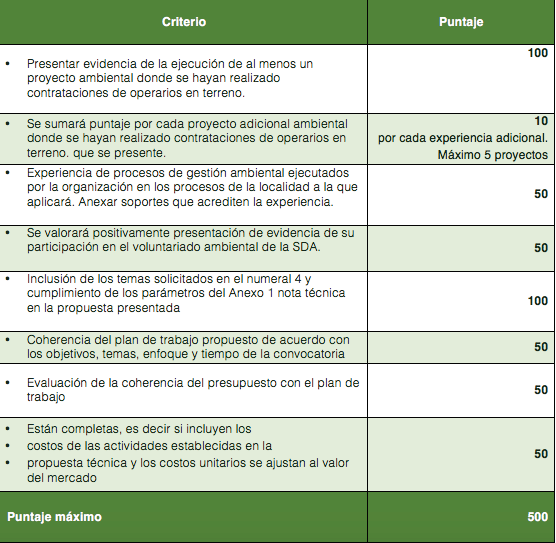 Criterio Puntaje
• Presentar evidencia de la ejecución de al menos un
proyecto ambiental donde se hayan realizado
contrataciones de operarios en terreno.
100
• Se sumará puntaje por cada proyecto adicional ambiental
donde se hayan realizado contrataciones de operarios en
terreno. que se presente.
10
por cada experiencia adicional.
Máximo 5 proyectos
• Experiencia de procesos de gestión ambiental ejecutados
por la organización en los procesos de la localidad a la que
aplicará. Anexar soportes que acrediten la experiencia.
50
• Se valorará positivamente presentación de evidencia de su
participación en el voluntariado ambiental de la SDA.
50
• Inclusión de los temas solicitados en el numeral 4 y
cumplimiento de los parámetros del Anexo 1 nota técnica
en la propuesta presentada
100
• Coherencia del plan de trabajo propuesto de acuerdo con
los objetivos, temas, enfoque y tiempo de la convocatoria
50
• Evaluación de la coherencia del presupuesto con el plan de
trabajo
50
• Están completas, es decir si incluyen los
• costos de las actividades establecidas en la
• propuesta técnica y los costos unitarios se ajustan al valor
del mercado
50
Puntaje máximo 500